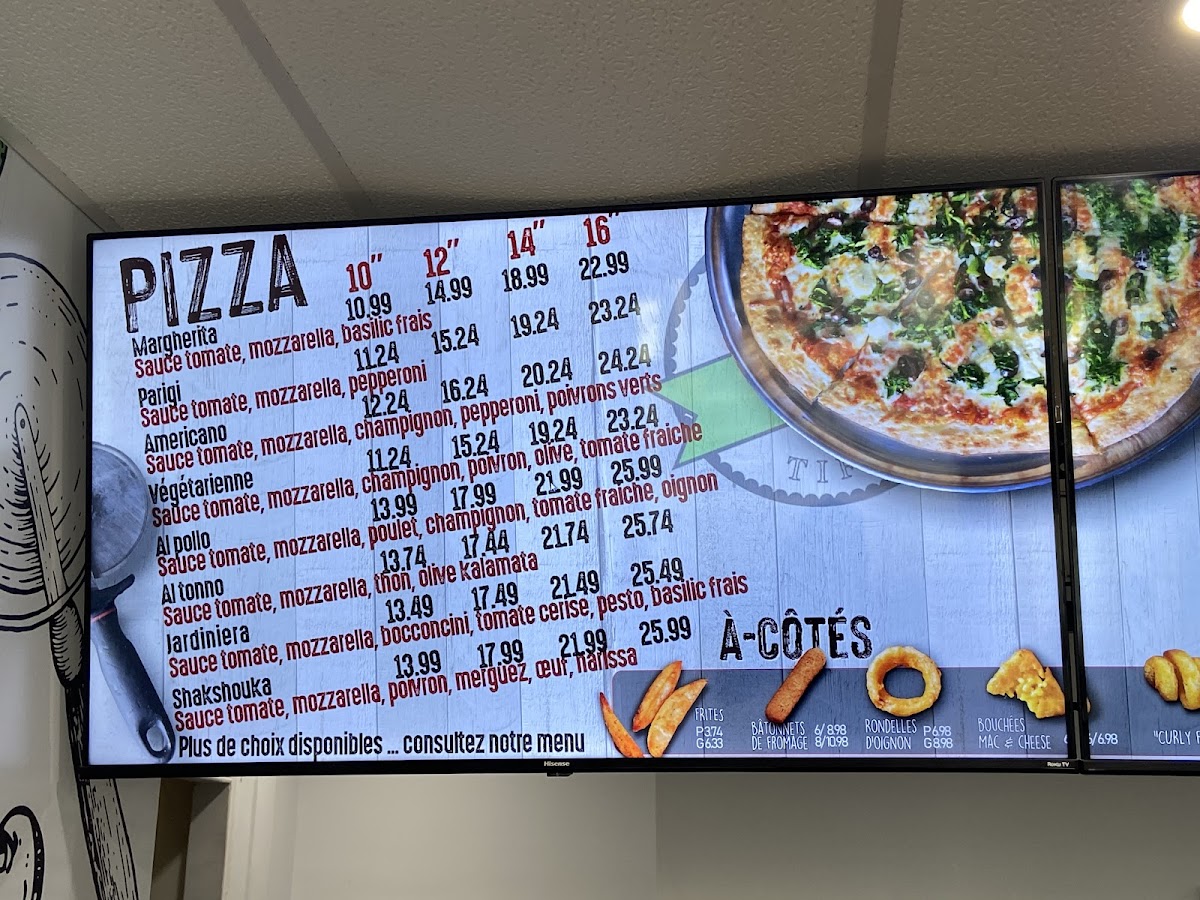 PIZZA 10" 12" 14" 16"
Margherita 10.99 14.99 18.99 22.99
Sauce tomate, mozzarella, basilic frais
Parigi 11.24 15.24 19.24 23.24
Sauce tomate, mozzarella, pepperoni
Americano 12.24 16.24 20.24 24.24
Sauce tomate, mozzarella, champignon, pepperoni, poivrons verts
Végétarienne 11.24 15.24 19.24 23.24
Sauce tomate, mozzarella, champignon, poivron, olive, tomate fraiche
Al pollo 13.99 17.99 21.99 25.99
Sauce tomate, mozzarella, poulet, champignon, tomate fraiche, oignon
Al tonno 13.74 17.44 21.74 25.74
Sauce tomate, mozzarella, thon, olive kalamata
Jardiniera 13.49 17.49 21.49 25.49
Sauce tomate, mozzarella, bocconcini, tomate cerise, pesto, basilic frais
Shakshouka 13.99 17.99 21.99 25.99
Sauce tomate, mozzarella, poivron, merguez, œuf, harissa
Plus de choix disponibles ... consultez notre menu
À-CÔTÉS
FRITES
P3.74
G6.33
BÂTONNETS 6/8.98
DE FROMAGE 8/10.98
RONDELLES P6.98
D'OIGNON G8.98
BOUCHÉES
MAC & CHEESE
"CURLY
Hisense
Roku TV